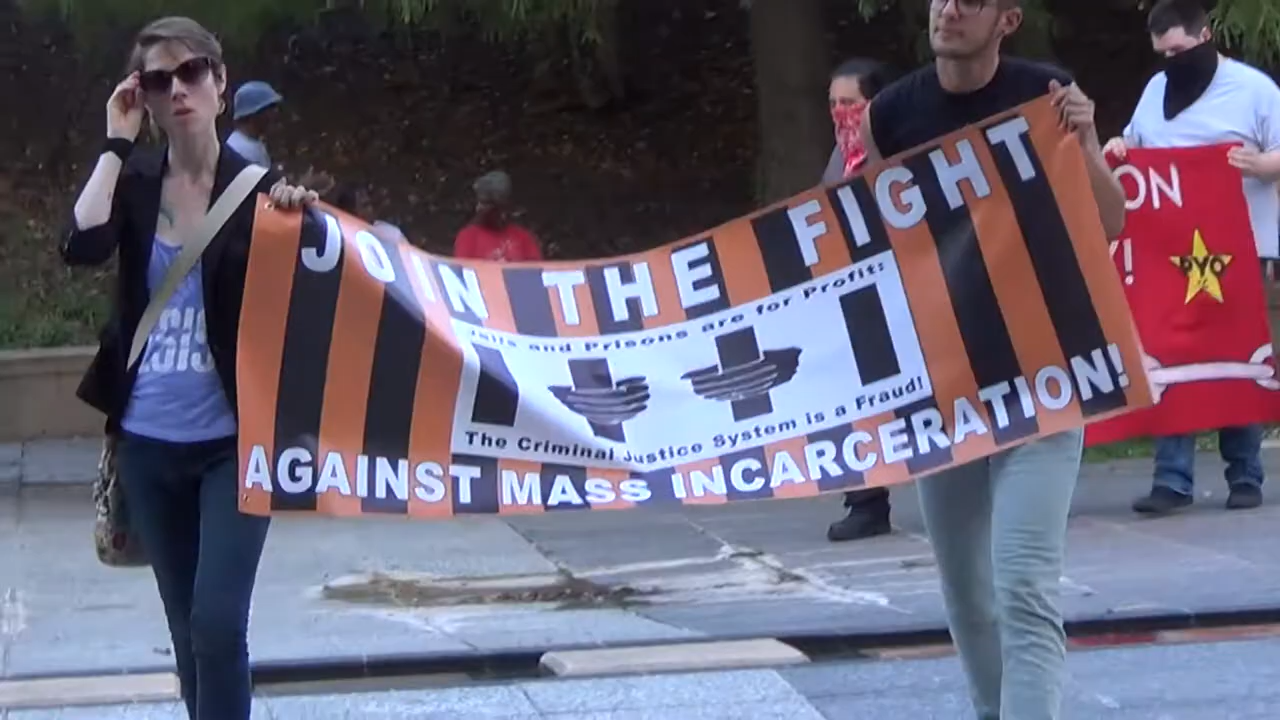 JOIN THE FIGHT
Jails and Prisons are for Profit:
The Criminal Justice System is a Fraud!
AGAINST MASS INCARCERATION!
ON
Y!
PYO